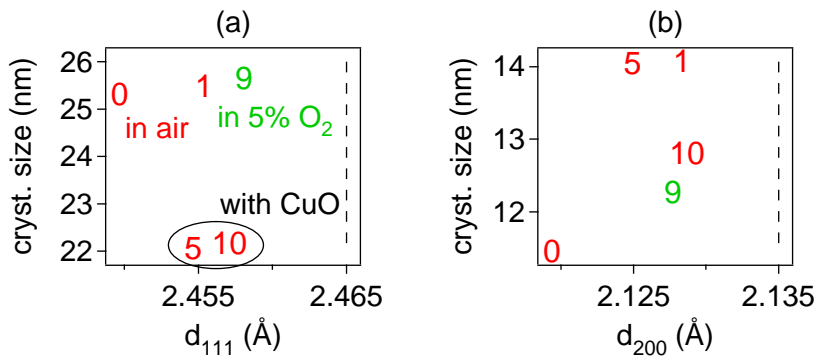 (a)
cryst. size (nm)
26
25
24
23
22
0
1
9
in air
in 5% O₂
with CuO
5
10
2.455
2.465
d₁₁₁ (Å)
(b)
cryst. size (nm)
14
13
12
5
1
10
9
0
2.125
2.135
d₂₀₀ (Å)